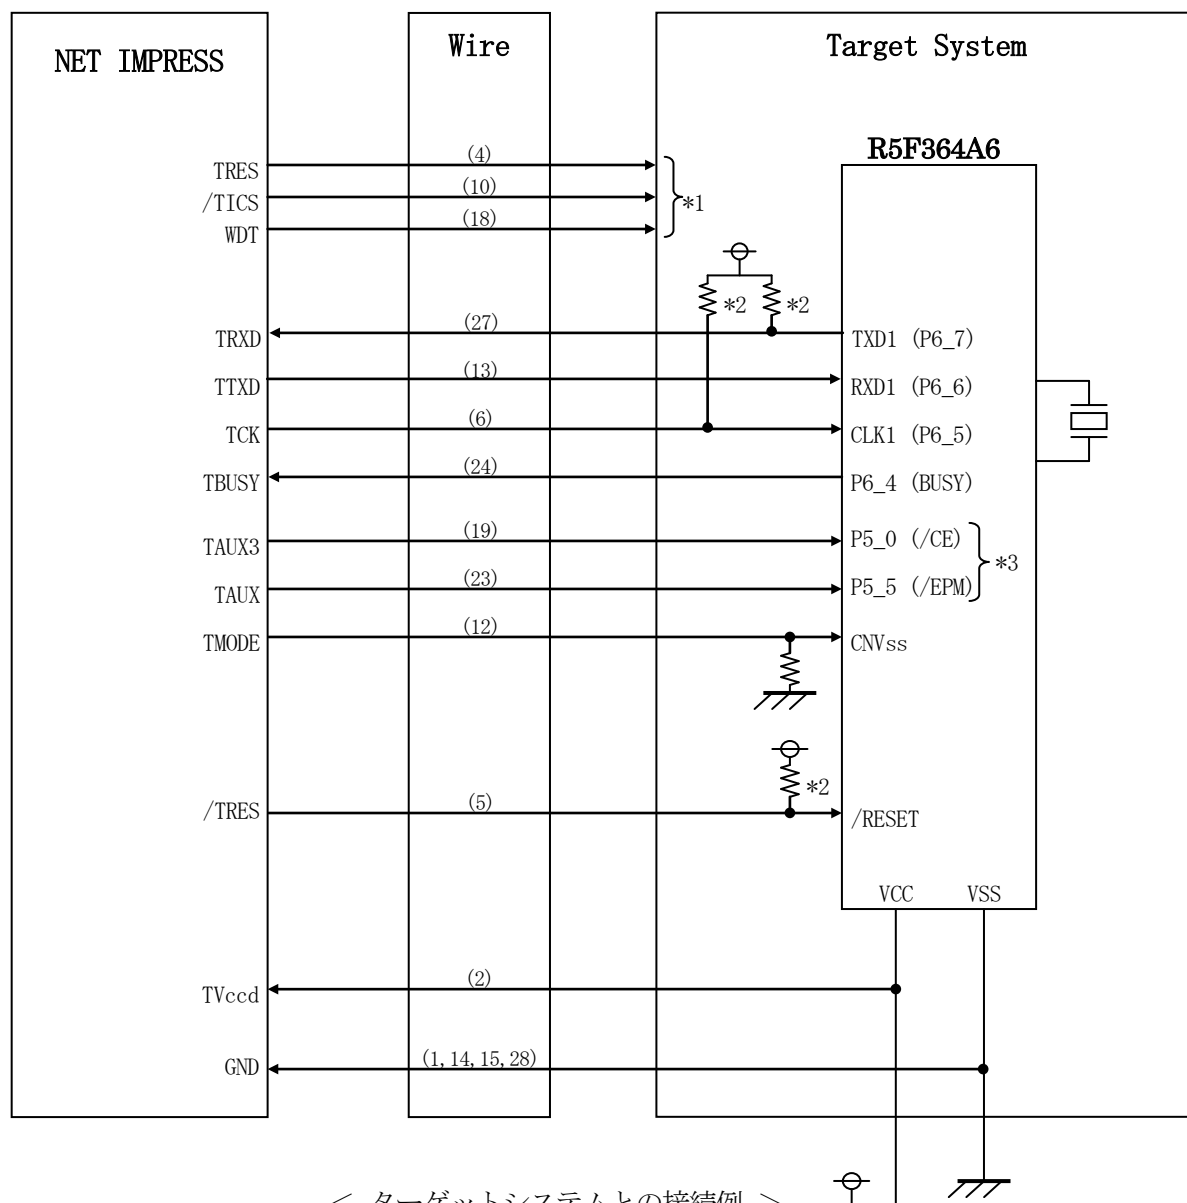 NET IMPRESS
Wire
Target System
R5F364A6
TRES (4)
/TICS (10) *1
WDT (18)
*2 *2
TRXD (27) TXD1 (P6_7)
TTXD (13) RXD1 (P6_6)
TCK (6) CLK1 (P6_5)
TBUSY (24) P6_4 (BUSY)
TAUX3 (19) P5_0 (/CE)
*3
TAUX (23) P5_5 (/EPM)
TMODE (12) CNVss
*2
/TRES (5) /RESET
VCC VSS
TVccd (2)
GND (1,14,15,28)
＜ ターゲットシステムとの接続例 ＞